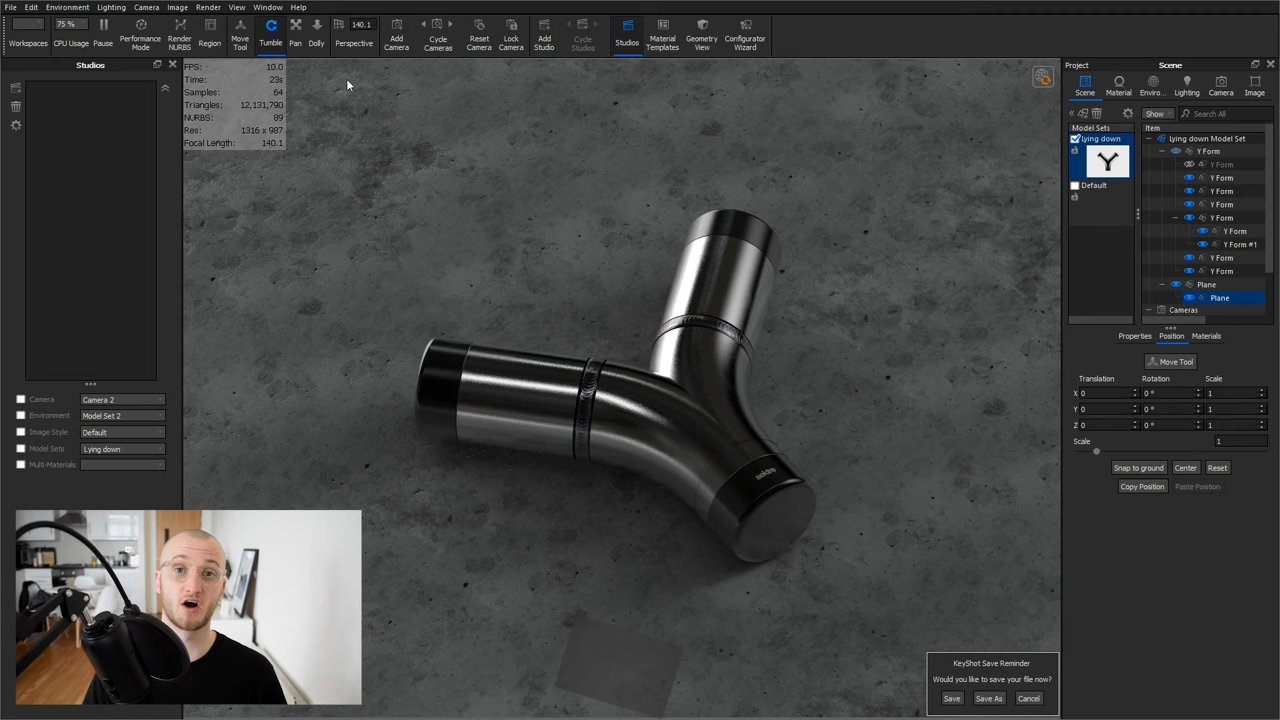 File Edit Environment Lighting Camera Image Render View Window Help
75 % 140.1
Workspaces CPU Usage Pause Performance Mode Render NURBS Region Move Tool Tumble Pan Dolly Perspective Add Camera Cycle Cameras Reset Camera Lock Camera Add Studio Cycle Studios Studios Material Templates Geometry View Configurator Wizard
Studios
Camera Camera 2
Environment Model Set 2
Image Style Default
Model Sets Lying down
Multi-Materials
FPS: 10.0
Time: 23s
Samples: 64
Triangles: 12,131,790
NURBS: 89
Res: 1316 x 987
Focal Length: 140.1
KeyShot Save Reminder
Would you like to save your file now?
Save Save As Cancel
Project Scene
Scene Material Enviro... Lighting Camera Image
Show Search All
Model Sets
Lying down
Default
Item
lying down Model Set
Y Form
Y Form
Y Form
Y Form
Y Form
Y Form
Y Form
Y Form #1
Y Form
Y Form
Plane
Plane
Cameras
Properties Position Materials
Move Tool
Translation Rotation Scale
X 0 0 ° 1
Y 0 0 ° 1
Z 0 0 ° 1
Scale 1
Snap to ground Center Reset
Copy Position Paste Position